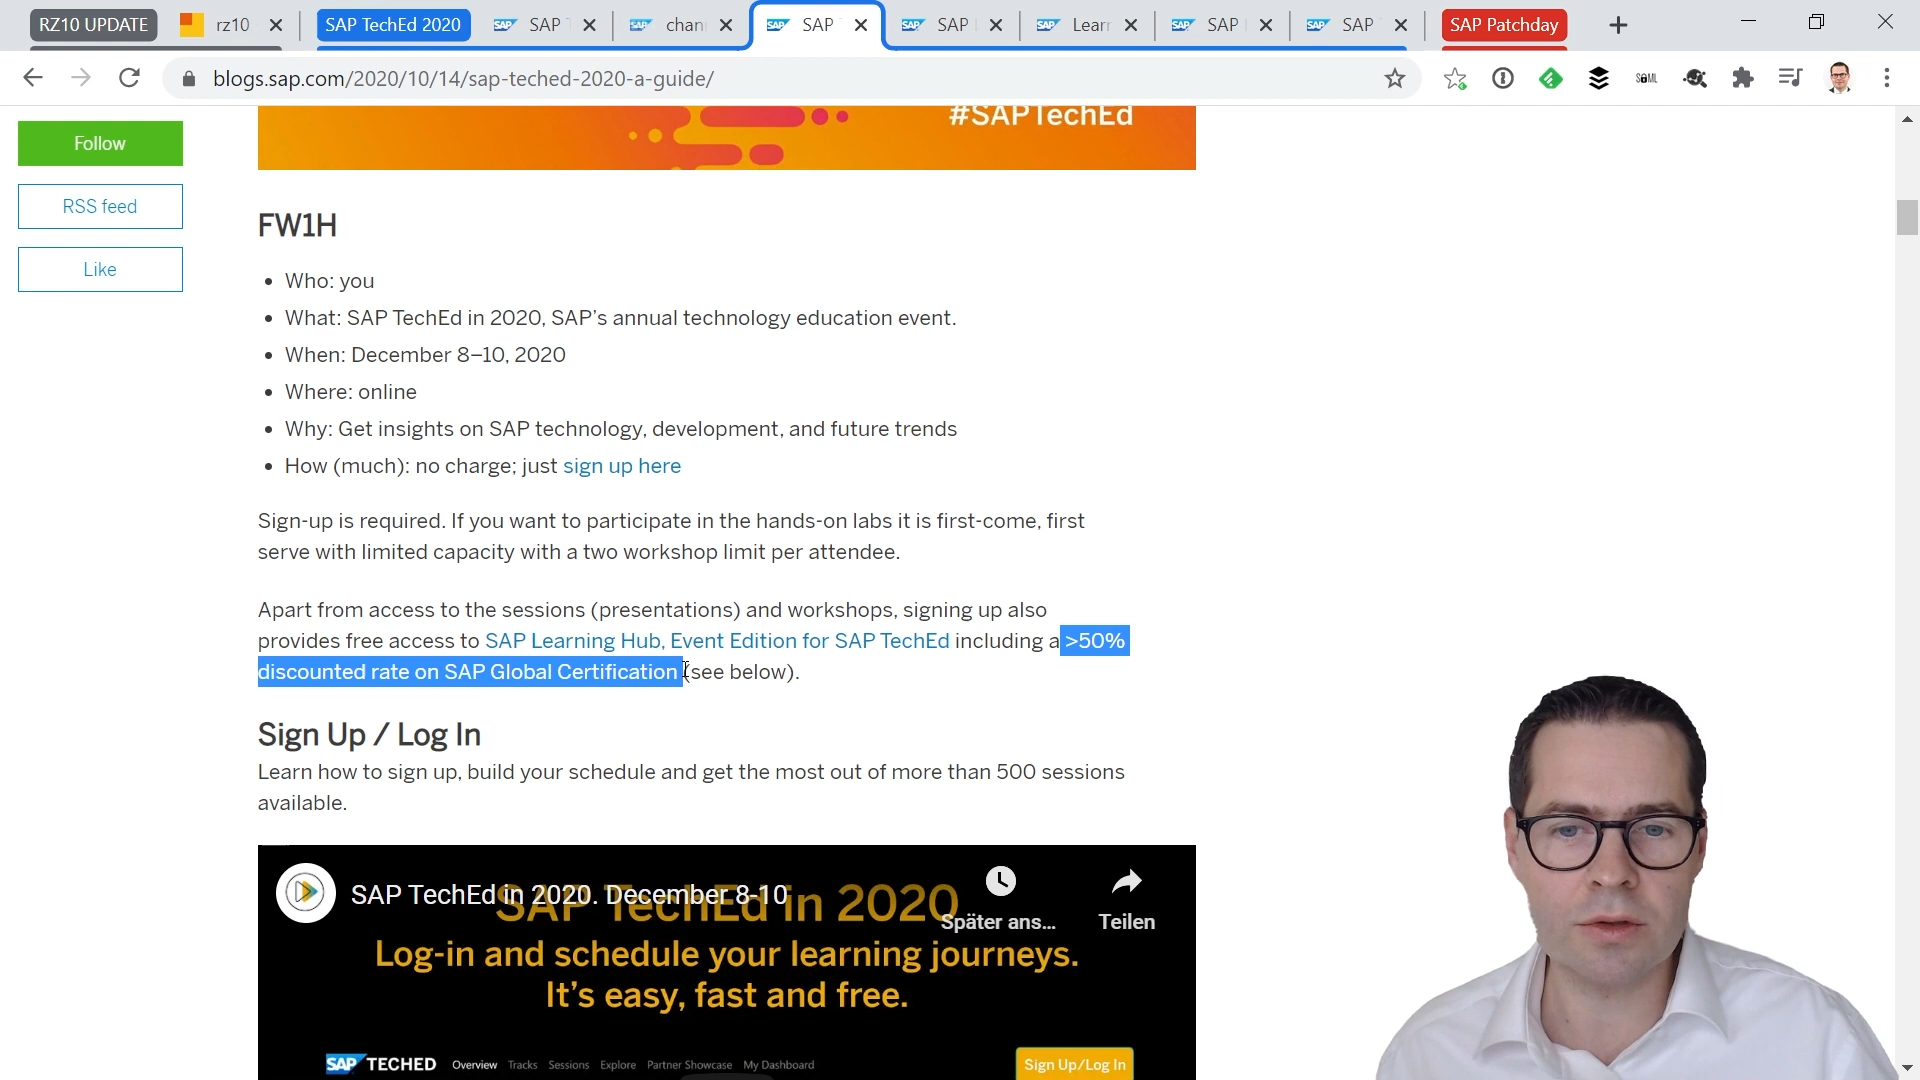 RZ10 UPDATE
rz10
SAP TechEd 2020
SAP
chan
SAP
SAP
Learn
SAP
SAP
SAP Patchday
blogs.sap.com/2020/10/14/sap-teched-2020-a-guide/
Follow
RSS feed
Like
#SAPTechEd
FW1H
• Who: you
• What: SAP TechEd in 2020, SAP’s annual technology education event.
• When: December 8–10, 2020
• Where: online
• Why: Get insights on SAP technology, development, and future trends
• How (much): no charge; just sign up here
Sign-up is required. If you want to participate in the hands-on labs it is first-come, first
serve with limited capacity with a two workshop limit per attendee.
Apart from access to the sessions (presentations) and workshops, signing up also
provides free access to SAP Learning Hub, Event Edition for SAP TechEd including a >50%
discounted rate on SAP Global Certification (see below).
Sign Up / Log In
Learn how to sign up, build your schedule and get the most out of more than 500 sessions
available.
SAP TechEd in 2020. December 8-10
SAP TechEd in 2020
Später ans...
Teilen
Log-in and schedule your learning journeys.
It’s easy, fast and free.
SAP TECHED Overview Tracks Sessions Explore Partner Showcase My Dashboard Sign Up/Log In